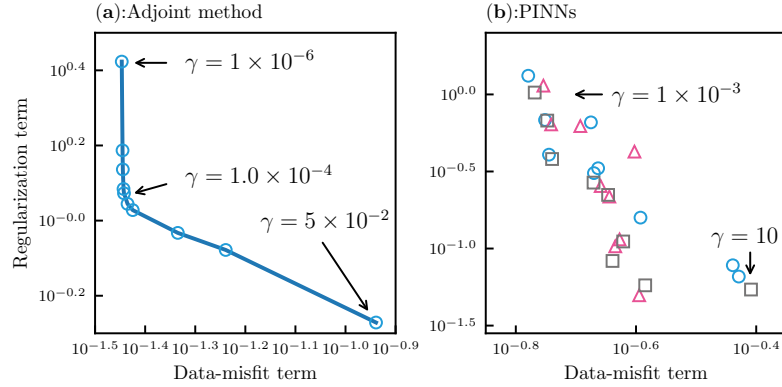 (a):Adjoint method
Regularization term
10^{0.4}
10^{0.2}
10^{-0.0}
10^{-0.2}
γ = 1 × 10^{-6}
γ = 1.0 × 10^{-4}
γ = 5 × 10^{-2}
10^{-1.5} 10^{-1.4} 10^{-1.3} 10^{-1.2} 10^{-1.1} 10^{-1.0} 10^{-0.9}
Data-misfit term
(b):PINNs
10^{0.0}
10^{-0.5}
10^{-1.0}
10^{-1.5}
γ = 1 × 10^{-3}
γ = 10
10^{-0.8} 10^{-0.6} 10^{-0.4}
Data-misfit term